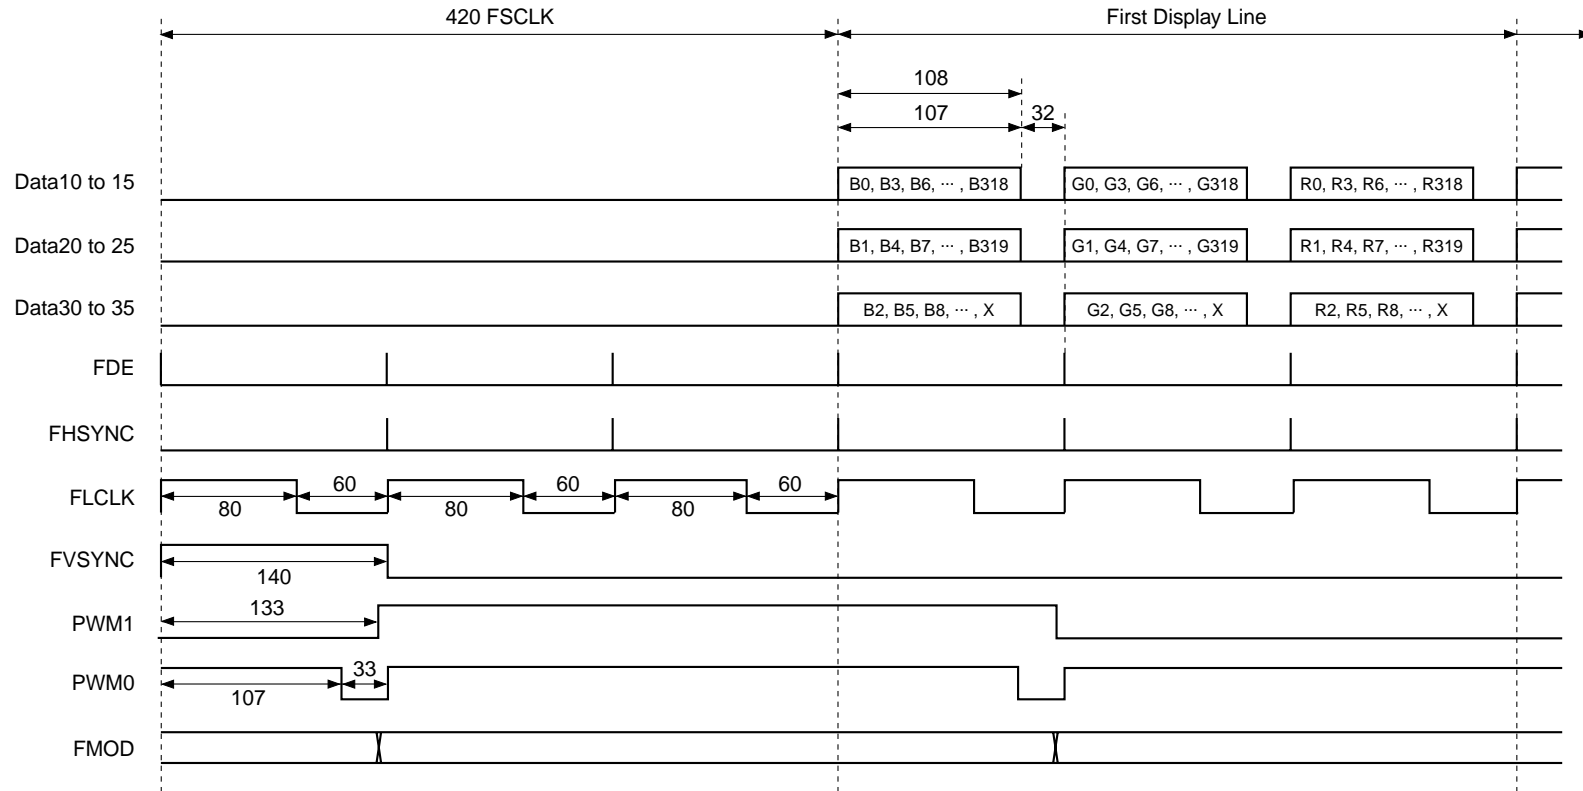 420 FSCLK
First Display Line
108
107
32
Data10 to 15
B0, B3, B6, ··· , B318
G0, G3, G6, ··· , G318
R0, R3, R6, ··· , R318
Data20 to 25
B1, B4, B7, ··· , B319
G1, G4, G7, ··· , G319
R1, R4, R7, ··· , R319
Data30 to 35
B2, B5, B8, ··· , X
G2, G5, G8, ··· , X
R2, R5, R8, ··· , X
FDE
FHSYNC
FLCLK
80
60
80
60
80
60
FVSYNC
140
PWM1
133
PWM0
107
33
FMOD